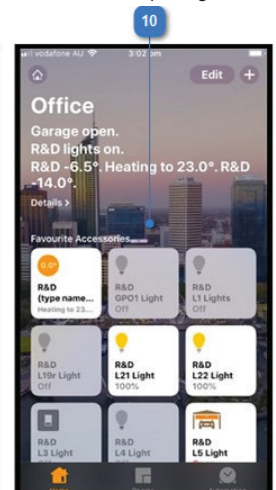 10
vodafone AU 3:02 pm
Edit +
Office
Garage open.
R&D lights on.
R&D -6.5°. Heating to 23.0°. R&D
-14.0°.
Details >
Favourite Accessories
0.0°
R&D
(type name...
Heating to 23....
R&D
GPO1 Light
Off
R&D
L1 Lights
Off
R&D
L19r Light
Off
R&D
L21 Light
100%
R&D
L22 Light
100%
R&D
L3 Light
R&D
L4 Light
R&D
L5 Light